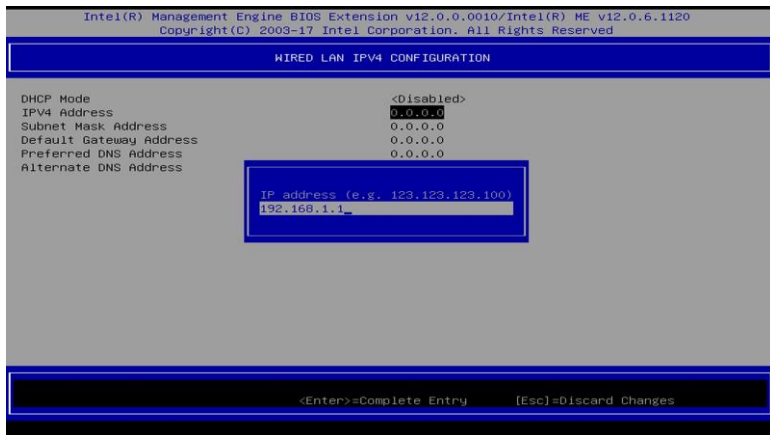 Intel(R) Management Engine BIOS Extension v12.0.0.0010/Intel(R) ME v12.0.6.1120
Copyright(C) 2003-17 Intel Corporation. All Rights Reserved
WIRED LAN IPV4 CONFIGURATION
DHCP Mode <Disabled>
IPV4 Address 0.0.0.0
Subnet Mask Address 0.0.0.0
Default Gateway Address 0.0.0.0
Preferred DNS Address 0.0.0.0
Alternate DNS Address
IP address (e.g. 123.123.123.100)
192.168.1.1_
<Enter>=Complete Entry [Esc]=Discard Changes